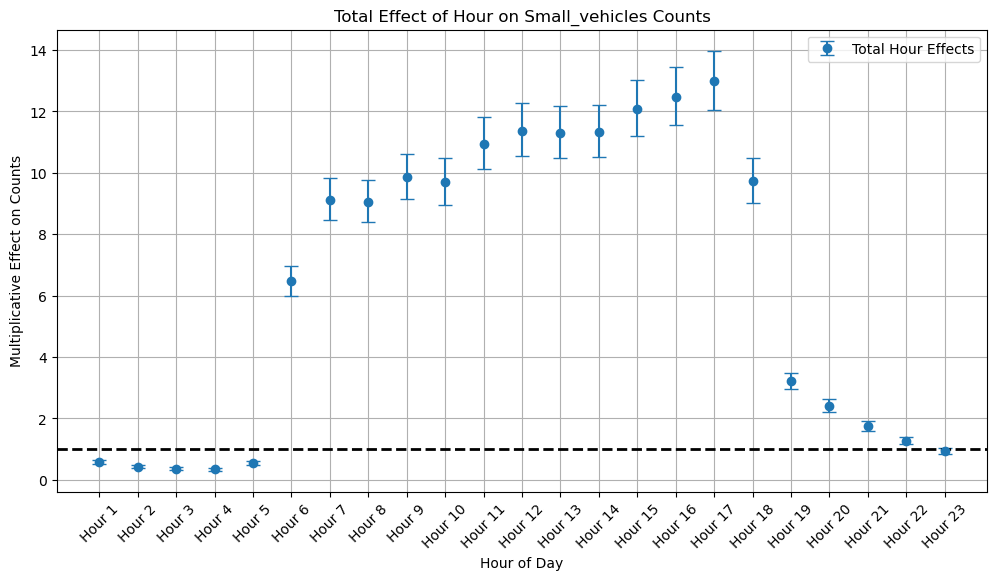 Total Effect of Hour on Small_vehicles Counts
Total Hour Effects
Multiplicative Effect on Counts
14
12
10
8
6
4
2
0
Hour 1
Hour 2
Hour 3
Hour 4
Hour 5
Hour 6
Hour 7
Hour 8
Hour 9
Hour 10
Hour 11
Hour 12
Hour 13
Hour 14
Hour 15
Hour 16
Hour 17
Hour 18
Hour 19
Hour 20
Hour 21
Hour 22
Hour 23
Hour of Day